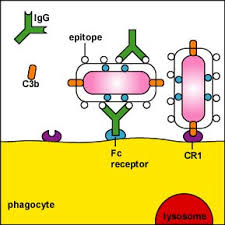 IgG
epitope
C3b
Fc
receptor
CR1
phagocyte
lysosome